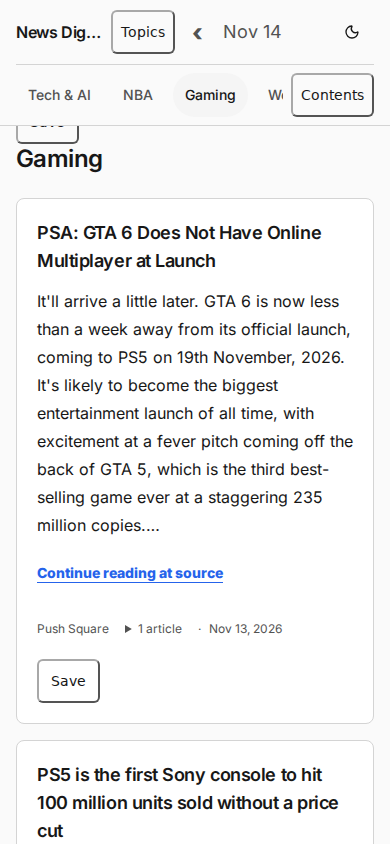 News Dig...
Topics
‹
Nov 14
Tech & AI
NBA
Gaming
Contents
Gaming
PSA: GTA 6 Does Not Have Online
Multiplayer at Launch
It'll arrive a little later. GTA 6 is now less
than a week away from its official launch,
coming to PS5 on 19th November, 2026.
It's likely to become the biggest
entertainment launch of all time, with
excitement at a fever pitch coming off the
back of GTA 5, which is the third best-
selling game ever at a staggering 235
million copies....
Continue reading at source
Push Square ▶ 1 article · Nov 13, 2026
Save
PS5 is the first Sony console to hit
100 million units sold without a price
cut